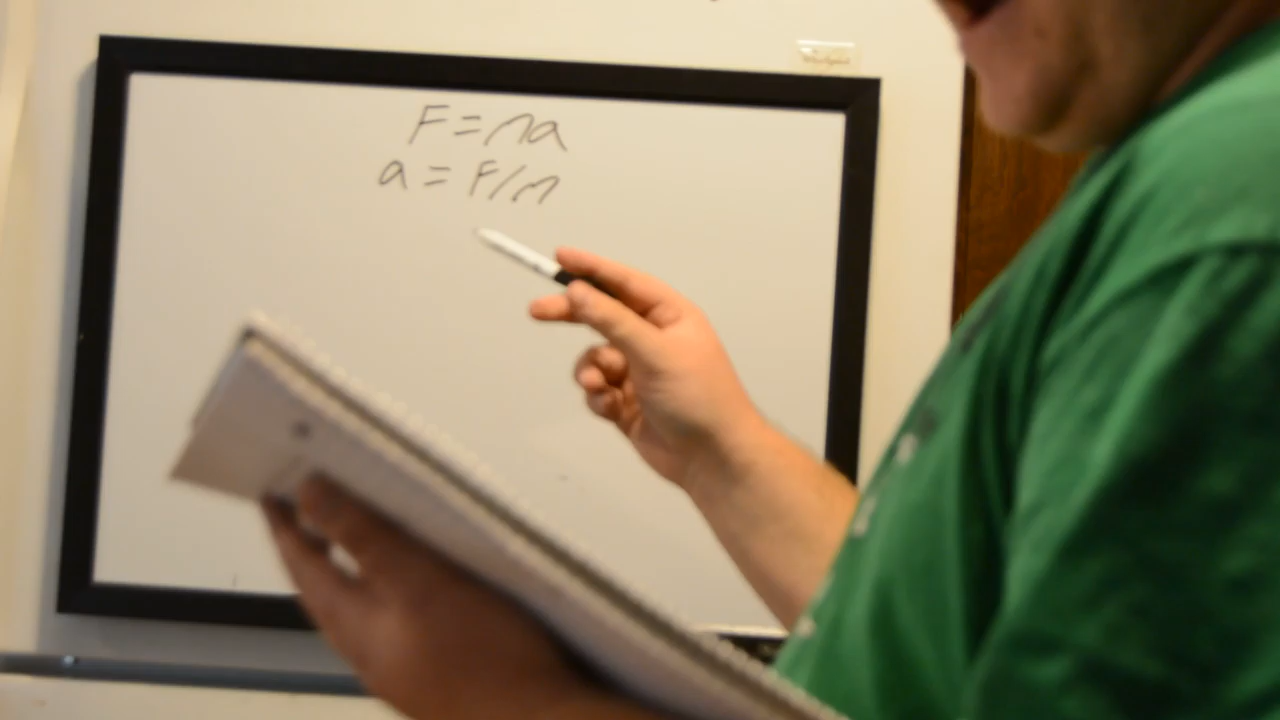 F = ma
a = F/m